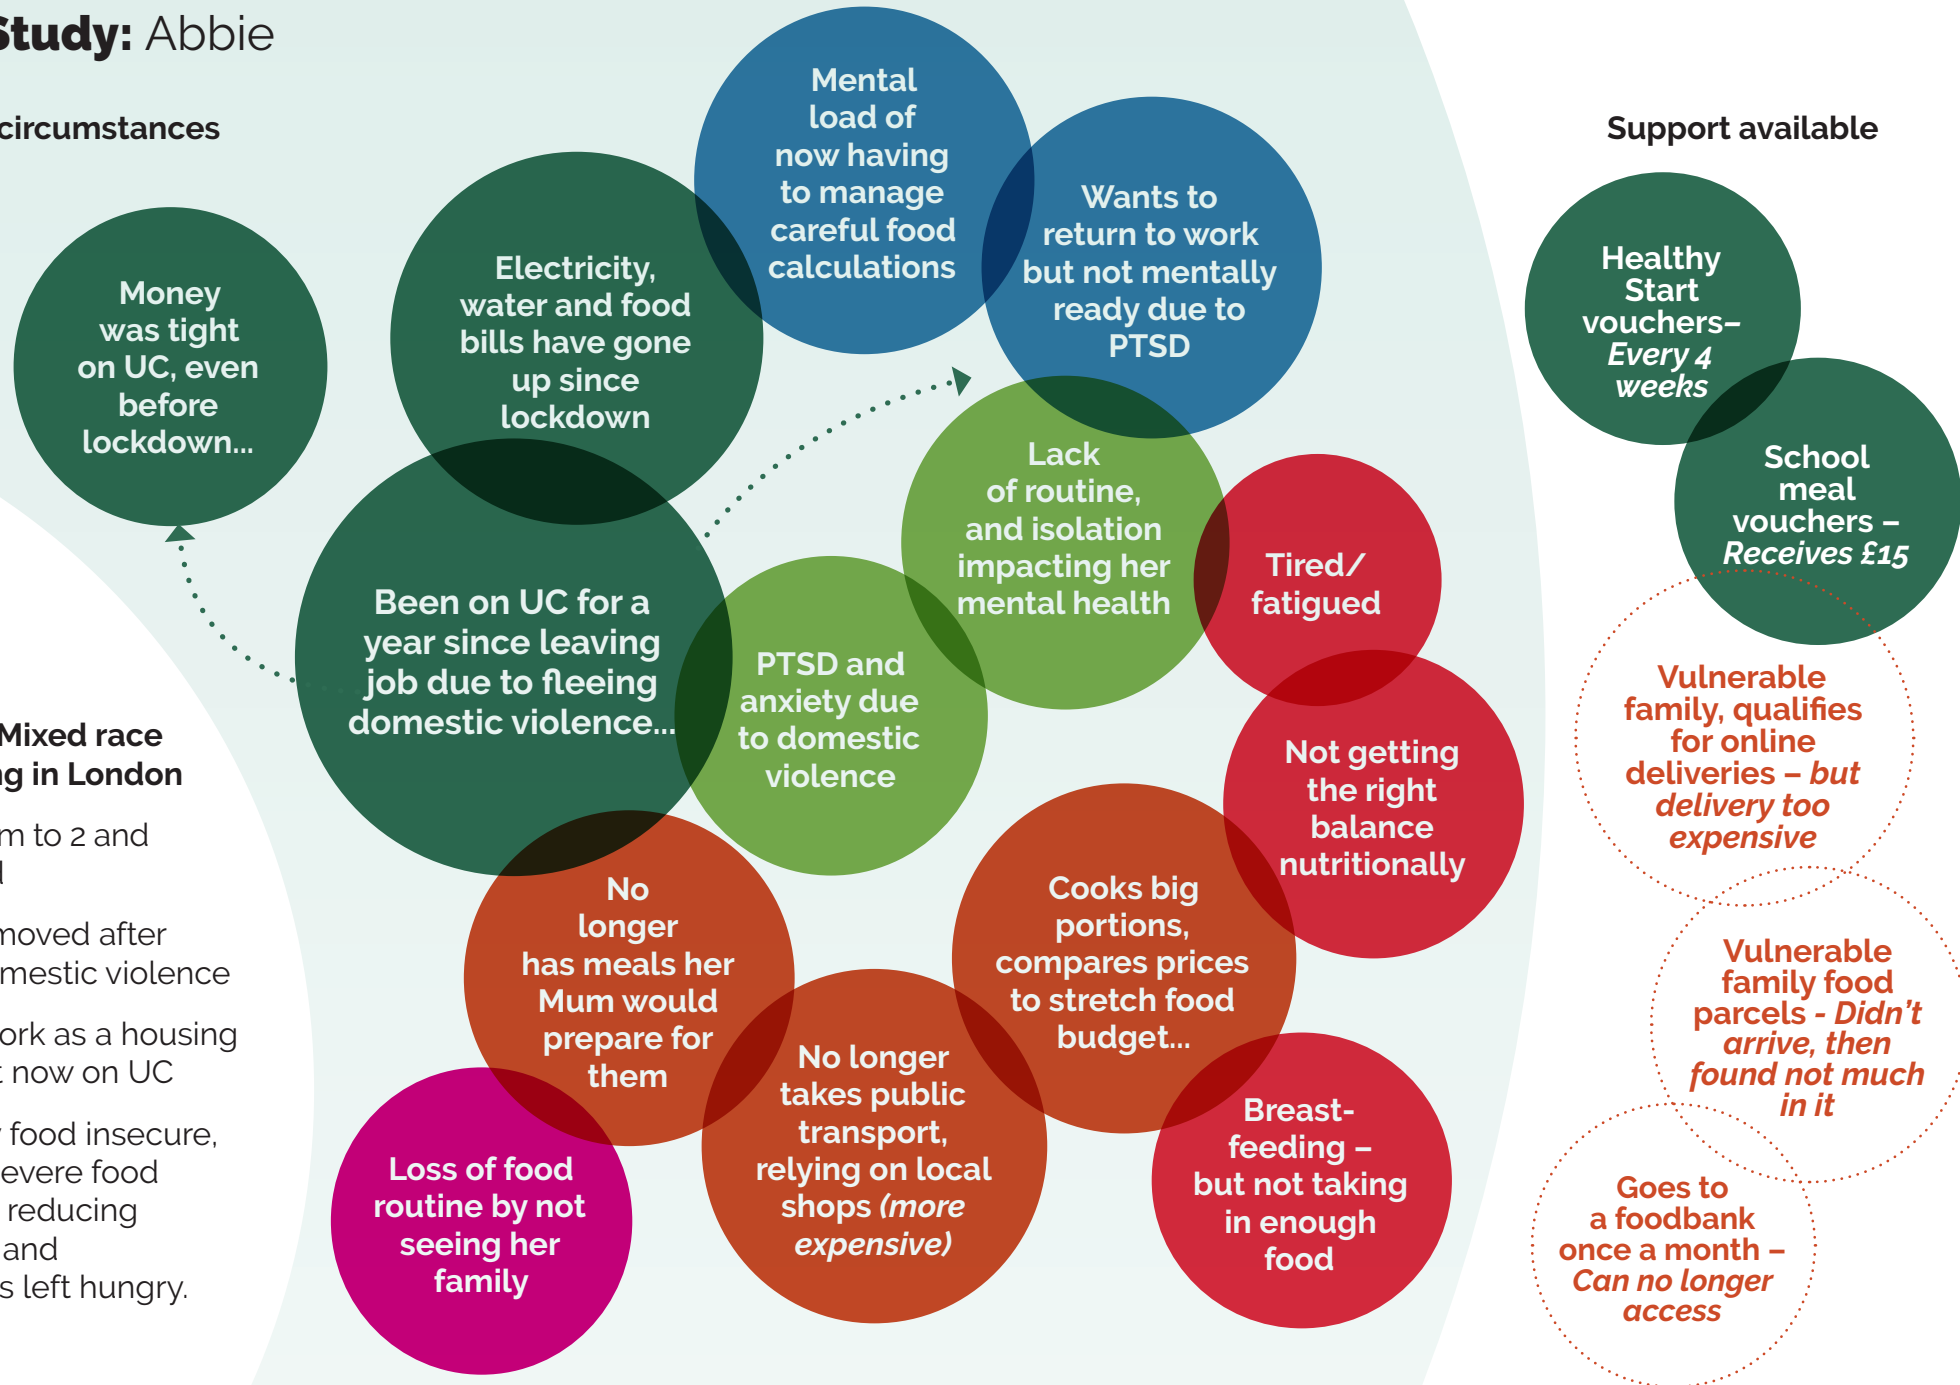 Study: Abbie
circumstances
Money
was tight
on UC, even
before
lockdown...
Mixed race
in London
to 2 and
moved after
violence
as a housing
now on UC
food insecure,
food
reducing
and
left hungry.
Electricity,
water and food
bills have gone
up since
lockdown
Been on UC for a
year since leaving
job due to fleeing
domestic violence...
Mental
load of
now having
to manage
careful food
calculations
Wants to
return to work
but not mentally
ready due to
PTSD
Lack
of routine,
and isolation
impacting her
mental health
PTSD and
anxiety due
to domestic
violence
Tired/
fatigued
Not getting
the right
balance
nutritionally
No
longer
has meals her
Mum would
prepare for
them
Cooks big
portions,
compares prices
to stretch food
budget...
No longer
takes public
transport,
relying on local
shops (more
expensive)
Breast-
feeding –
but not taking
in enough
food
Loss of food
routine by not
seeing her
family
Support available
Healthy
Start
vouchers–
Every 4
weeks
School
meal
vouchers –
Receives £15
Vulnerable
family, qualifies
for online
deliveries – but
delivery too
expensive
Vulnerable
family food
parcels - Didn't
arrive, then
found not much
in it
Goes to
a foodbank
once a month –
Can no longer
access